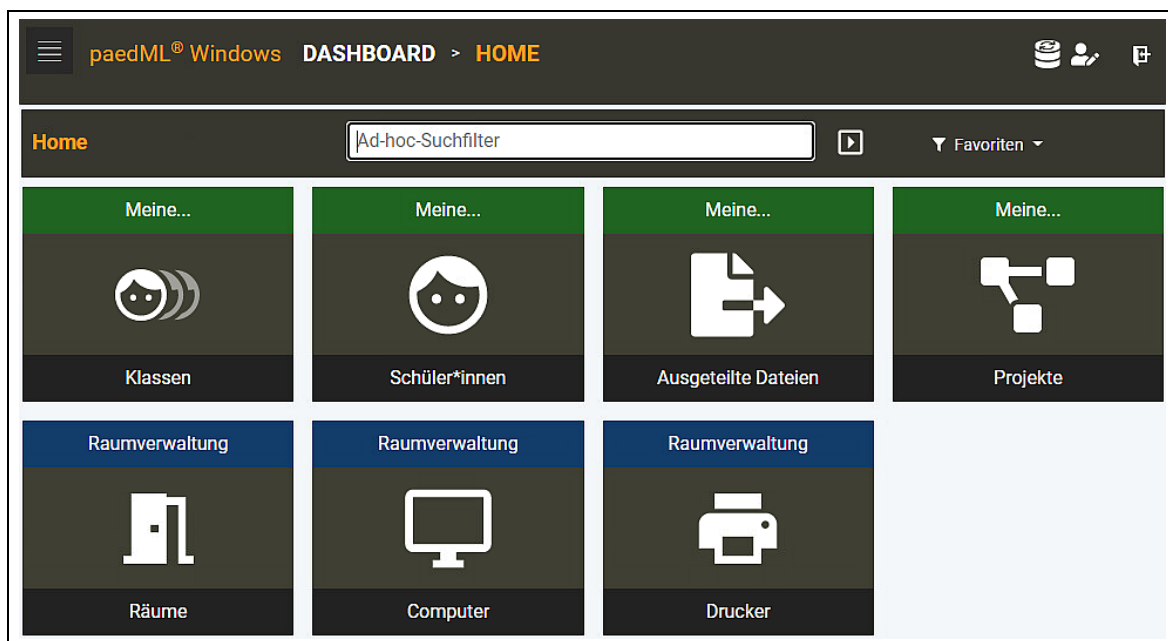 paedML® Windows DASHBOARD > HOME
Home Ad-hoc-Suchfilter Favoriten
Meine... Meine... Meine... Meine...
Klassen Schüler*innen Ausgeteilte Dateien Projekte
Raumverwaltung Raumverwaltung Raumverwaltung
Räume Computer Drucker